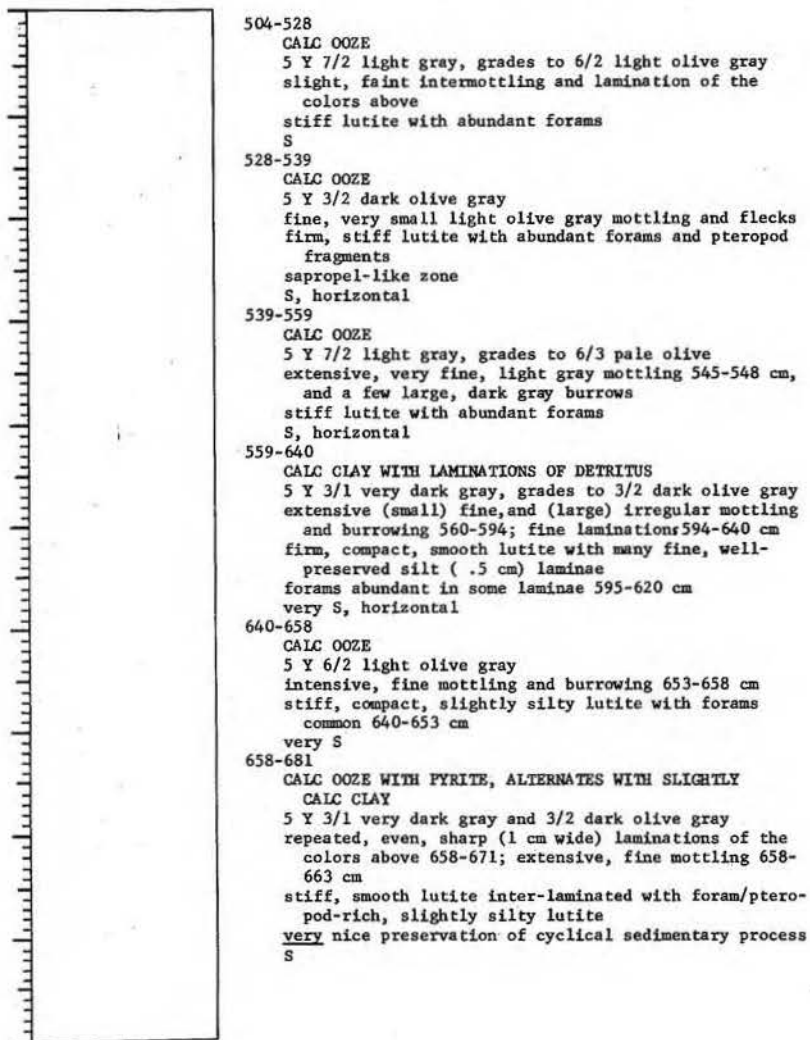 504-528
CALC OOZE
5 Y 7/2 light gray, grades to 6/2 light olive gray
slight, faint intermottling and lamination of the
colors above
stiff lutite with abundant forams
S
528-539
CALC OOZE
5 Y 3/2 dark olive gray
fine, very small light olive gray mottling and flecks
firm, stiff lutite with abundant forams and pteropod
fragments
sapropel-like zone
S, horizontal
539-559
CALC OOZE
5 Y 7/2 light gray, grades to 6/3 pale olive
extensive, very fine, light gray mottling 545-548 cm,
and a few large, dark gray burrows
stiff lutite with abundant forams
S, horizontal
559-640
CALC CLAY WITH LAMINATIONS OF DETRITUS
5 Y 3/1 very dark gray, grades to 3/2 dark olive gray
extensive (small) fine, and (large) irregular mottling
and burrowing 560-594; fine laminations 594-640 cm
firm, compact, smooth lutite with many fine, well-
preserved silt ( .5 cm) laminae
forams abundant in some laminae 595-620 cm
very S, horizontal
640-658
CALC OOZE
5 Y 6/2 light olive gray
intensive, fine mottling and burrowing 653-658 cm
stiff, compact, slightly silty lutite with forams
common 640-653 cm
very S
658-681
CALC OOZE WITH PYRITE, ALTERNATES WITH SLIGHTLY
CALC CLAY
5 Y 3/1 very dark gray and 3/2 dark olive gray
repeated, even, sharp (1 cm wide) laminations of the
colors above 658-671; extensive, fine mottling 658-
663 cm
stiff, smooth lutite inter-laminated with foram/ptero-
pod-rich, slightly silty lutite
very nice preservation of cyclical sedimentary process
S